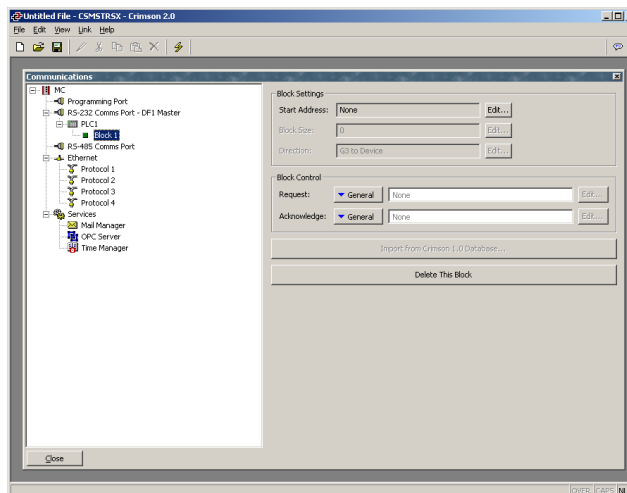 Untitled File - CSMSTRSX - Crimson 2.0
File Edit View Link Help
Communications
MC
Programming Port
RS-232 Comms Port - DF1 Master
PLC1
Block 1
RS-485 Comms Port
Ethernet
Protocol 1
Protocol 2
Protocol 3
Protocol 4
Services
Mail Manager
OPC Server
Time Manager
Block Settings
Start Address: None Edit...
Block Size: 0 Edit...
Direction: G3 to Device Edit...
Block Control
Request: General None Edit...
Acknowledge: General None Edit...
Import from Crimson 1.0 Database...
Delete This Block
Close
OVER CAPS NU